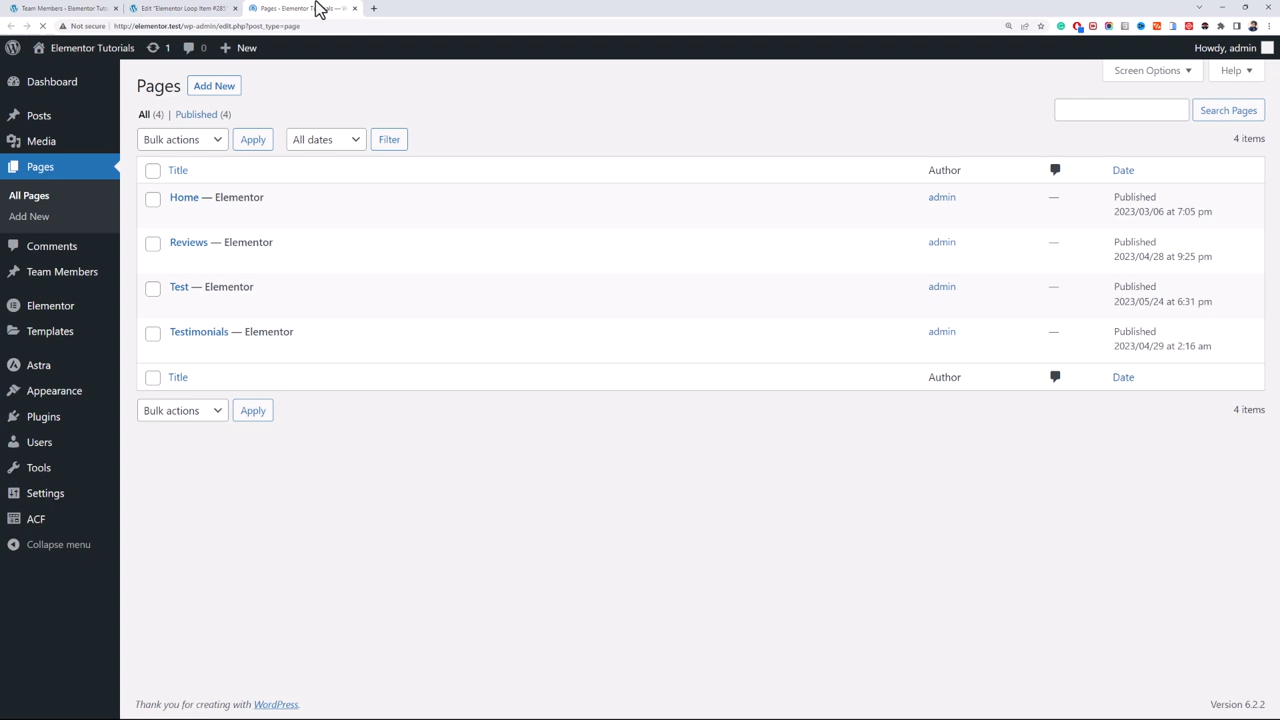 Team Members - Elementor Tuto
Edit "Elementor Loop Item #285"
Pages - Elementor Tutorials — W
Not secure http://elementor.test/wp-admin/edit.php?post_type=page
Elementor Tutorials 1 0 New Howdy, admin
Screen Options Help
Pages Add New
All (4) | Published (4)
Search Pages
Bulk actions Apply All dates Filter 4 items
Title Author Date
Home — Elementor admin — Published
2023/03/06 at 7:05 pm
Reviews — Elementor admin — Published
2023/04/28 at 9:25 pm
Test — Elementor admin — Published
2023/05/24 at 6:31 pm
Testimonials — Elementor admin — Published
2023/04/29 at 2:16 am
Title Author Date
Bulk actions Apply 4 items
Dashboard
Posts
Media
Pages
All Pages
Add New
Comments
Team Members
Elementor
Templates
Astra
Appearance
Plugins
Users
Tools
Settings
ACF
Collapse menu
Thank you for creating with WordPress. Version 6.2.2